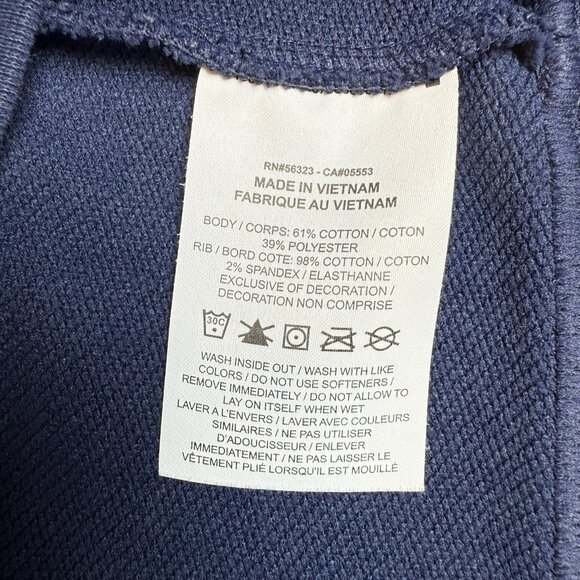 RN#56323 - CA#05553
MADE IN VIETNAM
FABRIQUE AU VIETNAM
BODY / CORPS: 61% COTTON / COTON
39% POLYESTER
RIB / BORD COTE: 98% COTTON / COTON
2% SPANDEX / ELASTHANNE
EXCLUSIVE OF DECORATION /
DECORATION NON COMPRISE
30C
WASH INSIDE OUT / WASH WITH LIKE
COLORS / DO NOT USE SOFTENERS /
REMOVE IMMEDIATELY / DO NOT ALLOW TO
LAY ON ITSELF WHEN WET
LAVER A L'ENVERS / LAVER AVEC COULEURS
SIMILAIRES / NE PAS UTILISER
D'ADOUCISSEUR / ENLEVER
IMMÉDIATEMENT / NE PAS LAISSER LE
VÊTEMENT PLIÉ LORSQU'IL EST MOUILLÉ